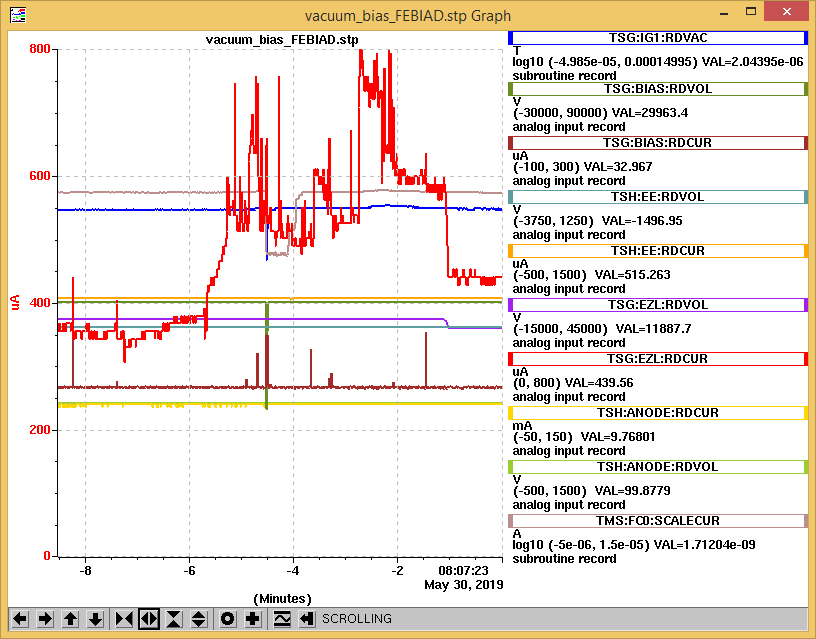 vacuum_bias_FEBIAD.stp Graph
vacuum_bias_FEBIAD.stp
800
600
400
200
0
uA
-8
-6
-4
-2
08:07:23
May 30, 2019
(Minutes)
TSG:IG1:RDVAC
T
log10 (-4.985e-05, 0.00014995) VAL=2.04395e-06
subroutine record
TSG:BIAS:RDVOL
V
(-30000, 90000) VAL=29963.4
analog input record
TSG:BIAS:RDCUR
uA
(-100, 300) VAL=32.967
analog input record
TSH:EE:RDVOL
V
(-3750, 1250) VAL=-1496.95
analog input record
TSH:EE:RDCUR
uA
(-500, 1500) VAL=515.263
analog input record
TSG:EZL:RDVOL
V
(-15000, 45000) VAL=11887.7
analog input record
TSG:EZL:RDCUR
uA
(0, 800) VAL=439.56
analog input record
TSH:ANODE:RDCUR
mA
(-50, 150) VAL=9.76801
analog input record
TSH:ANODE:RDVOL
V
(-500, 1500) VAL=99.8779
analog input record
TMS:FC0:SCALECUR
A
log10 (-5e-06, 1.5e-05) VAL=1.71204e-09
subroutine record
SCROLLING